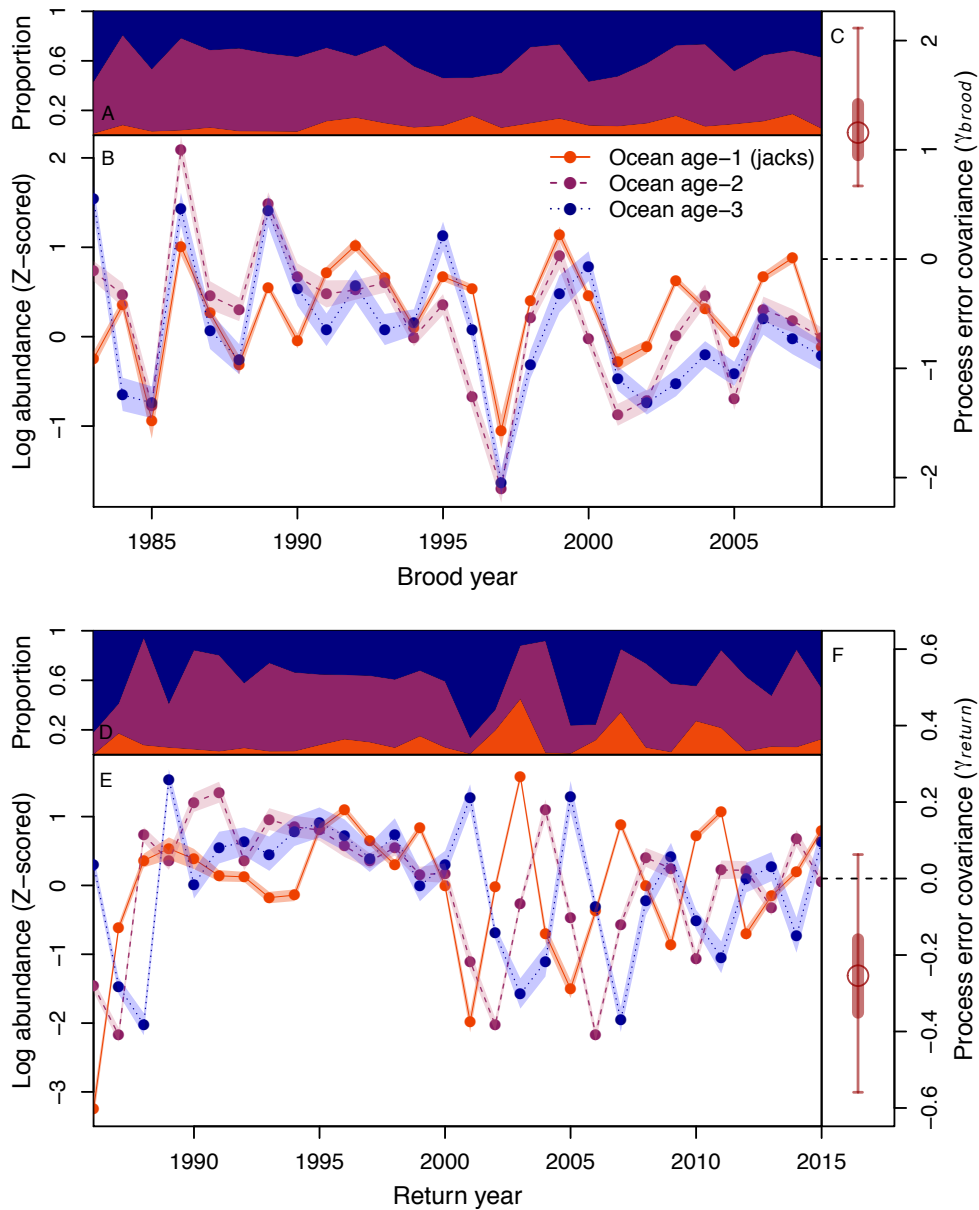 Proportion
0.2
0.6
1
A
C
Process error covariance (γbrood)
2
1
0
−1
−2
B
Log abundance (Z−scored)
2
1
0
−1
Ocean age−1 (jacks)
Ocean age−2
Ocean age−3
1985 1990 1995 2000 2005
Brood year
Proportion
0.2
0.6
1
D
F
Process error covariance (γreturn)
0.6
0.4
0.2
0.0
−0.2
−0.4
−0.6
E
Log abundance (Z−scored)
1
0
−1
−2
−3
1990 1995 2000 2005 2010 2015
Return year